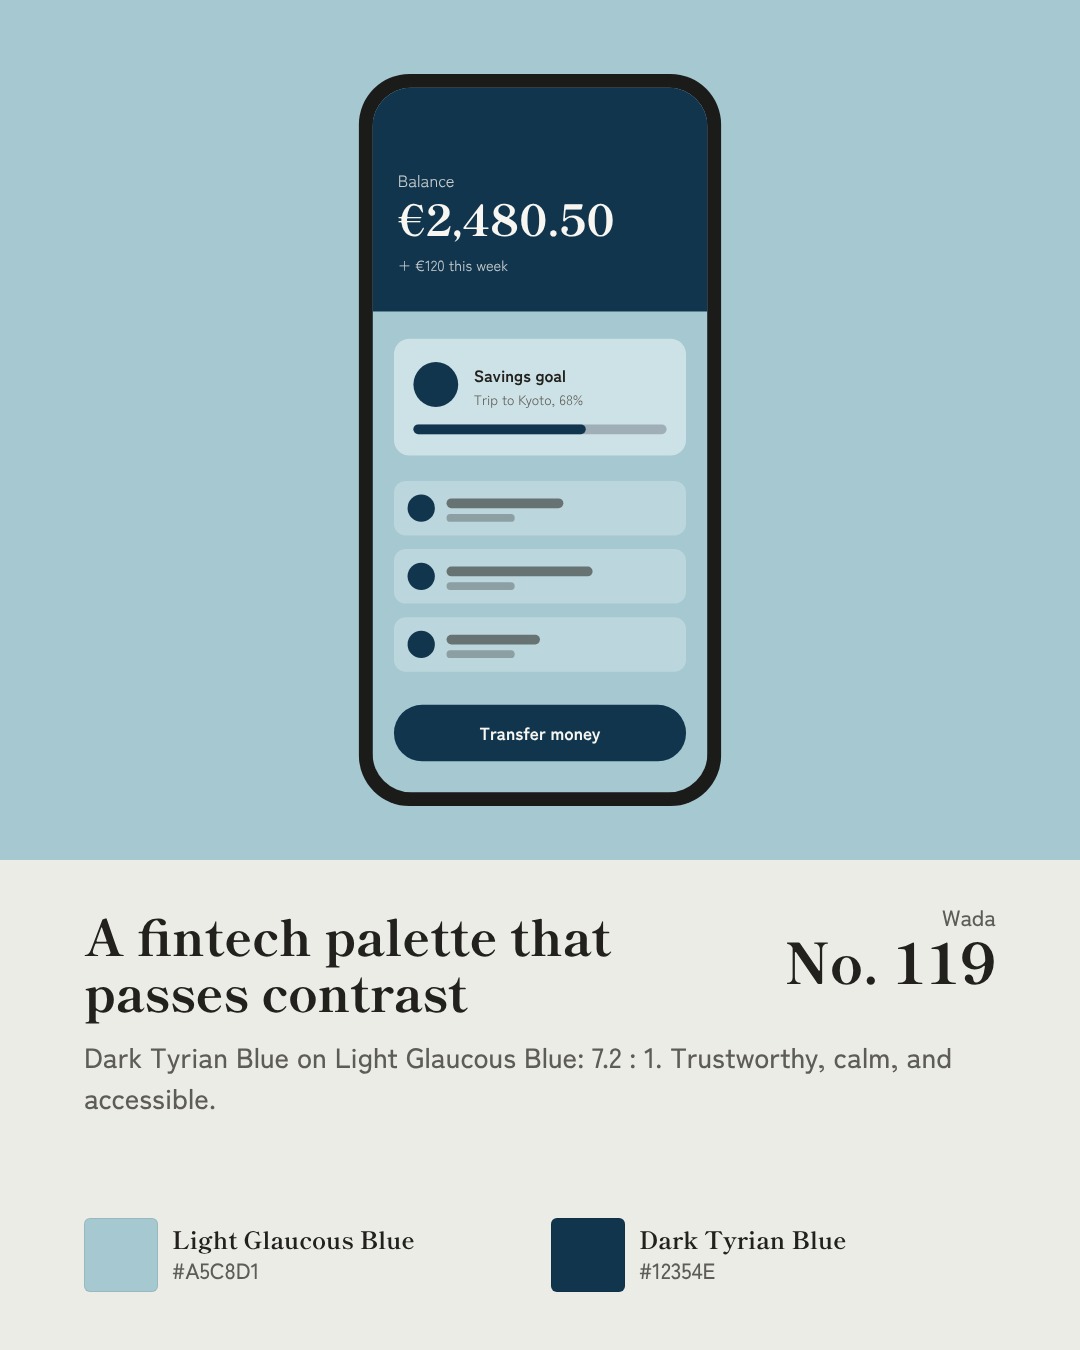 Balance
€2,480.50
+ €120 this week
Savings goal
Trip to Kyoto, 68%
Transfer money
A fintech palette that
passes contrast
Wada
No. 119
Dark Tyrian Blue on Light Glaucous Blue: 7.2 : 1. Trustworthy, calm, and
accessible.
Light Glaucous Blue
#A5C8D1
Dark Tyrian Blue
#12354E